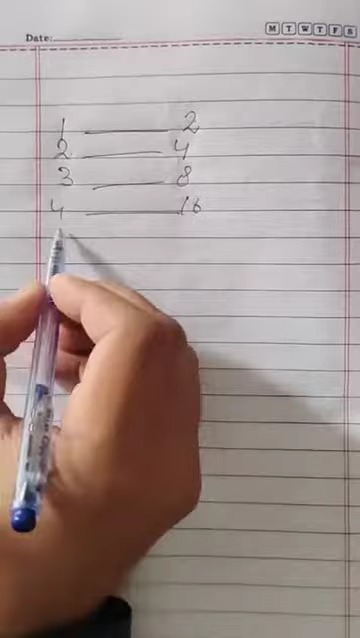 Date:
M T W T F S
1 — 2
2 — 4
3 — 8
4 — 16